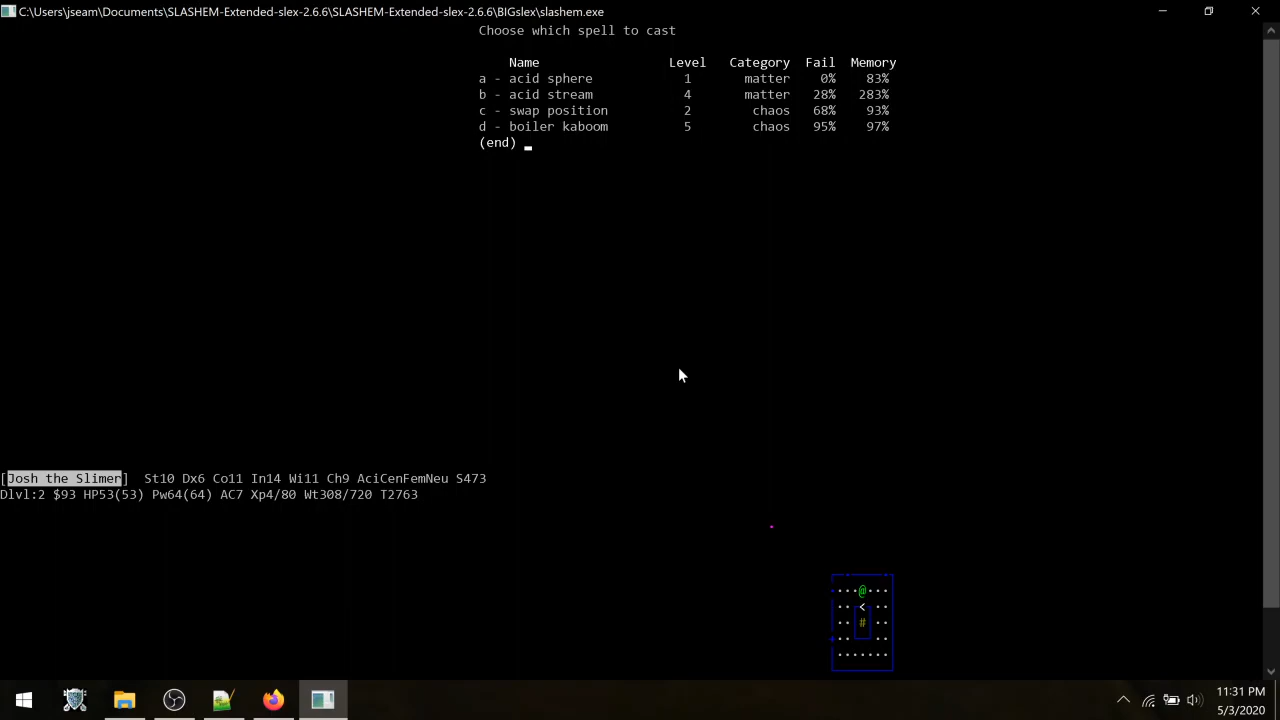 C:\Users\jseam\Documents\SLASHEM-Extended-slex-2.6.6\SLASHEM-Extended-slex-2.6.6\BIGslex\slashem.exe
Choose which spell to cast
Name Level Category Fail Memory
a - acid sphere 1 matter 0% 83%
b - acid stream 4 matter 28% 283%
c - swap position 2 chaos 68% 93%
d - boiler kaboom 5 chaos 95% 97%
(end)
[Josh the Slimer] St10 Dx6 Co11 In14 Wi11 Ch9 AciCenFemNeu S473
Dlvl:2 $93 HP53(53) Pw64(64) AC7 Xp4/80 Wt308/720 T2763
···@···
··<··
··#··
·· ··
·······
11:31 PM
5/3/2020